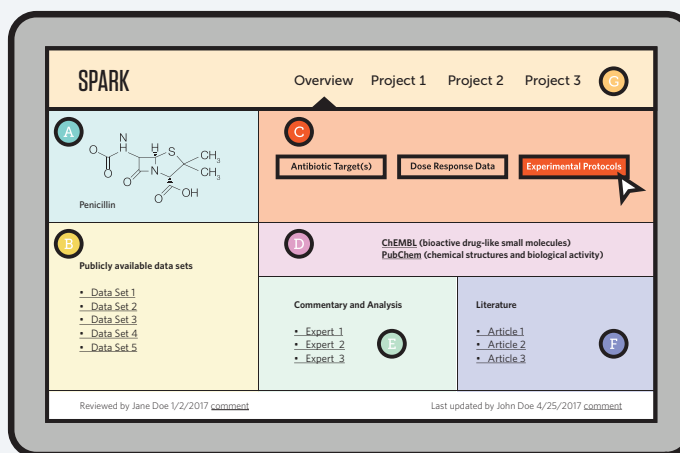 SPARK
Overview Project 1 Project 2 Project 3 G
A
N
H
H
O
O
S
CH3
N
CH3
O
O
OH
Penicillin
C
Antibiotic Target(s) Dose Response Data Experimental Protocols
B
Publicly available data sets
• Data Set 1
• Data Set 2
• Data Set 3
• Data Set 4
• Data Set 5
D
ChEMBL (bioactive drug-like small molecules)
PubChem (chemical structures and biological activity)
Commentary and Analysis
• Expert 1
• Expert 2
• Expert 3
E
Literature
• Article 1
• Article 2
• Article 3
F
Reviewed by Jane Doe 1/2/2017 comment
Last updated by John Doe 4/25/2017 comment